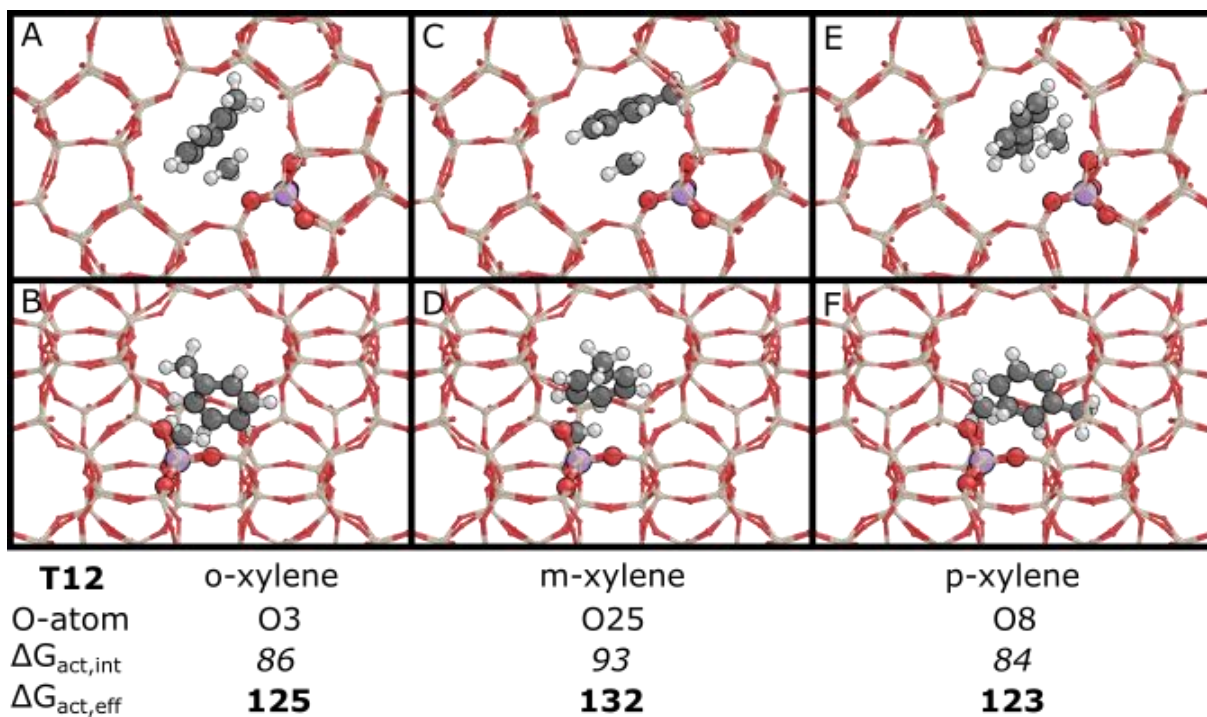 A C E
B D F
T12 o-xylene m-xylene p-xylene
O-atom O3 O25 O8
ΔGact,int 86 93 84
ΔGact,eff 125 132 123